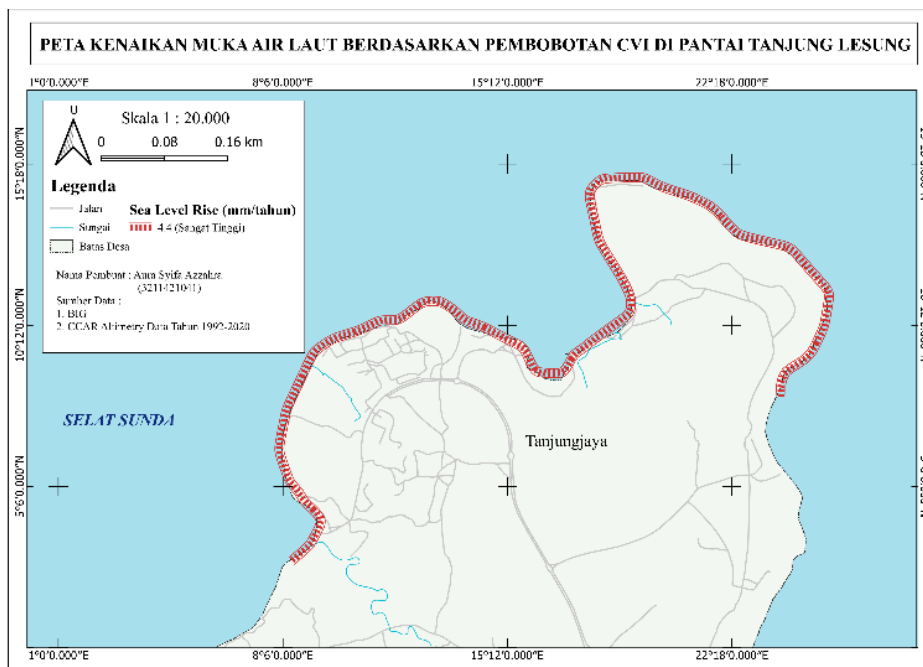 PETA KENAIKAN MUKA AIR LAUT BERDASARKAN PEMBOBOTAN CVI DI PANTAI TANJUNG LESUNG
1°0'0.000"E 8°6'0.000"E 15°12'0.000"E 22°18'0.000"E
U
Skala 1 : 20.000
0 0.08 0.16 km
Legenda
Jalan
Sungai
Batas Desa
Sea Level Rise (mm/tahun)
4.4 (Sangat Tinggi)
Nama Pembuat : Aura Syifa Azzahra
(3211421041)
Sumber Data :
1. BIG
2. CCAR Altimetry Data Tahun 1992-2020
15°18'0.000"N
10°12'0.000"N
5°6'0.000"N
SELAT SUNDA
Tanjungjaya
1°0'0.000"E 8°6'0.000"E 15°12'0.000"E 22°18'0.000"E